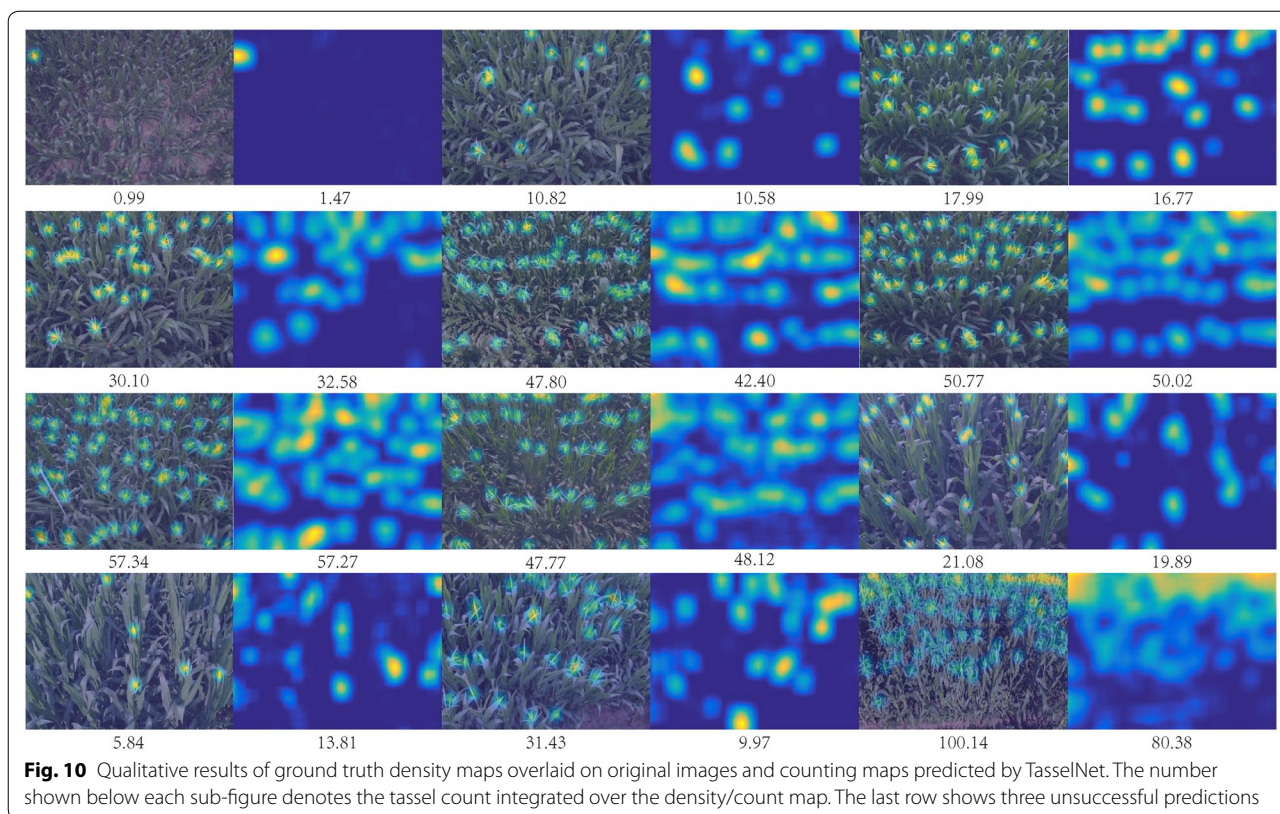 0.99 1.47 10.82 10.58 17.99 16.77
30.10 32.58 47.80 42.40 50.77 50.02
57.34 57.27 47.77 48.12 21.08 19.89
5.84 13.81 31.43 9.97 100.14 80.38
Fig. 10 Qualitative results of ground truth density maps overlaid on original images and counting maps predicted by TasselNet. The number
shown below each sub-figure denotes the tassel count integrated over the density/count map. The last row shows three unsuccessful predictions